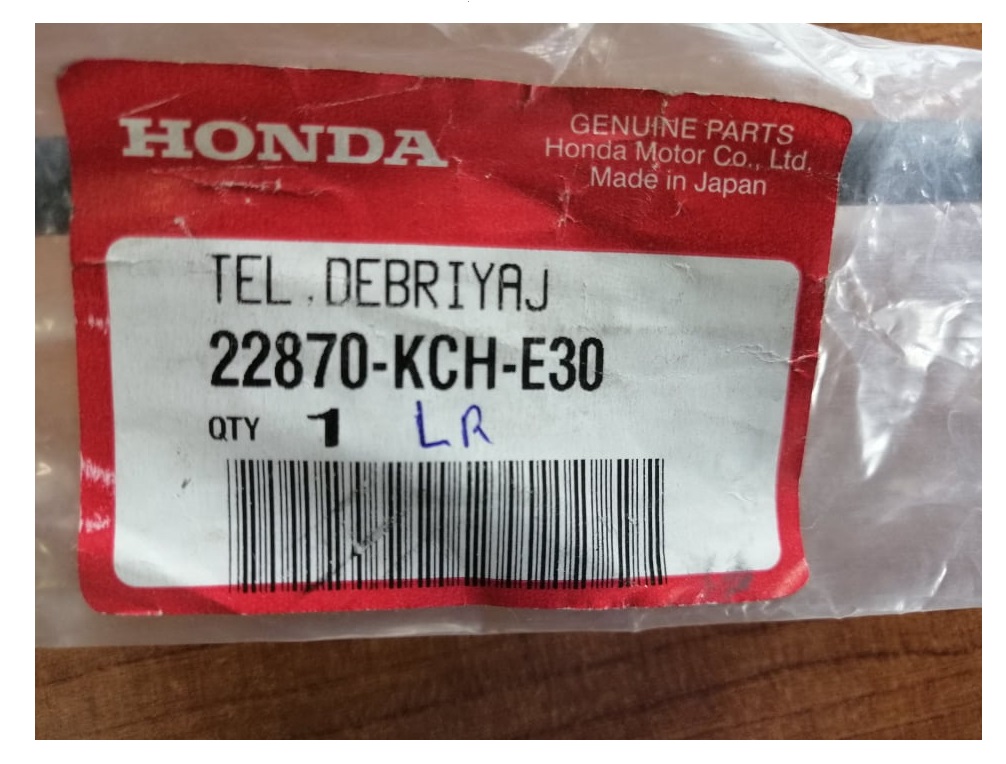 HONDA
GENUINE PARTS
Honda Motor Co., Ltd.
Made in Japan
TEL.DEBRIYAJ
22870-KCH-E30
QTY 1 LR